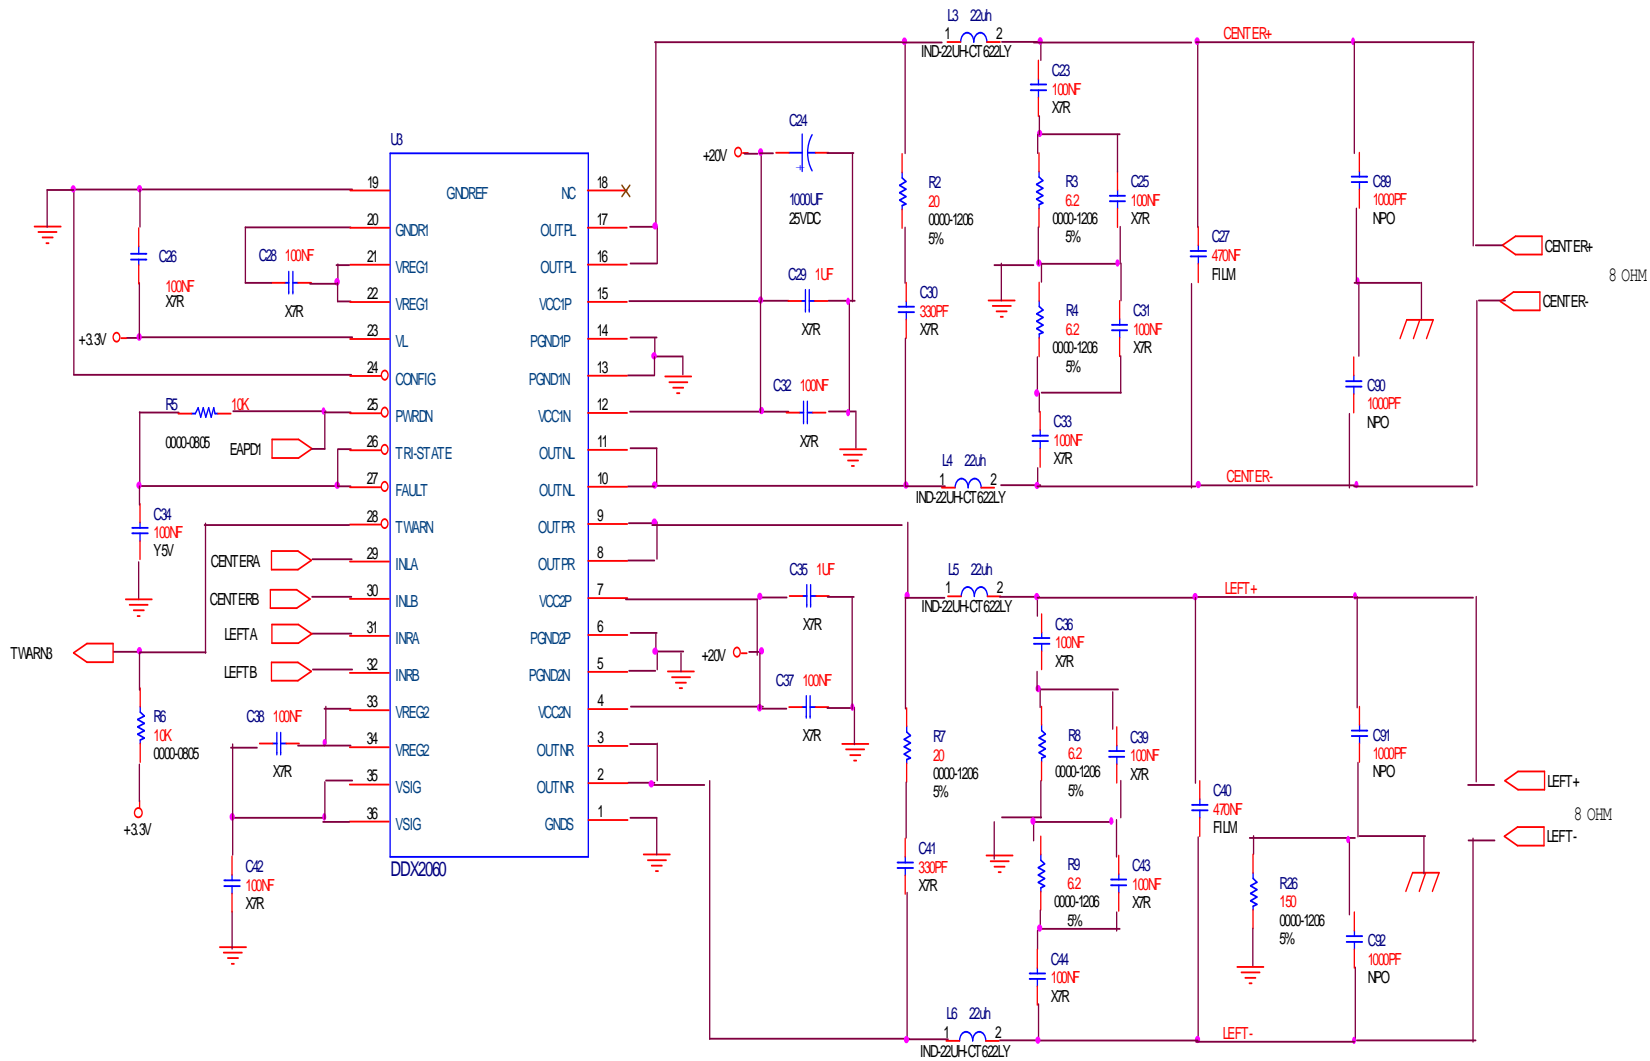 L3 22uh
1 2
IND-22UH-CT622LY
CENTER+
C23
100NF
X7R
C24
+20V
1000UF
25VDC
U3
19 GNDREF
NC 18
20 GNDR1
OUTPL 17
21 VREG1
OUTPL 16
22 VREG1
VCC1P 15
23 VL
PGND1P 14
24 CONFIG
PGND1N 13
25 PWRDN
VCC1N 12
26 TRI-STATE
OUTNL 11
27 FAULT
OUTNL 10
28 TWARN
OUTPR 9
29 INLA
OUTPR 8
30 INLB
VCC2P 7
31 INRA
PGND2P 6
32 INRB
PGND2N 5
33 VREG2
VCC2N 4
34 VREG2
OUTNR 3
35 VSIG
OUTNR 2
36 VSIG
GNDS 1
DDX2060
C26
100NF
X7R
C28 100NF
X7R
+3.3V
R5 10K
0000-0805
EAPD1
C34
100NF
Y5V
CENTERA
CENTERB
LEFTA
LEFTB
TWARN3
R6
10K
0000-0805
+3.3V
C38 100NF
X7R
C42
100NF
X7R
R2
20
0000-1206
5%
R3
6.2
0000-1206
5%
C25
100NF
X7R
C29 1UF
X7R
C30
330PF
X7R
R4
6.2
0000-1206
5%
C31
100NF
X7R
C32 100NF
X7R
C33
100NF
X7R
C27
470NF
FILM
C89
1000PF
NPO
C90
1000PF
NPO
CENTER+
8 OHM
CENTER-
L4 22uh
1 2
IND-22UH-CT622LY
CENTER-
C35 1UF
X7R
+20V
C37 100NF
X7R
L5 22uh
1 2
IND-22UH-CT622LY
LEFT+
C36
100NF
X7R
R7
20
0000-1206
5%
R8
6.2
0000-1206
5%
C39
100NF
X7R
C41
330PF
X7R
R9
6.2
0000-1206
5%
C43
100NF
X7R
C44
100NF
X7R
C40
470NF
FILM
C91
1000PF
NPO
R26
150
0000-1206
5%
C92
1000PF
NPO
LEFT+
8 OHM
LEFT-
L6 22uh
1 2
IND-22UH-CT622LY
LEFT-